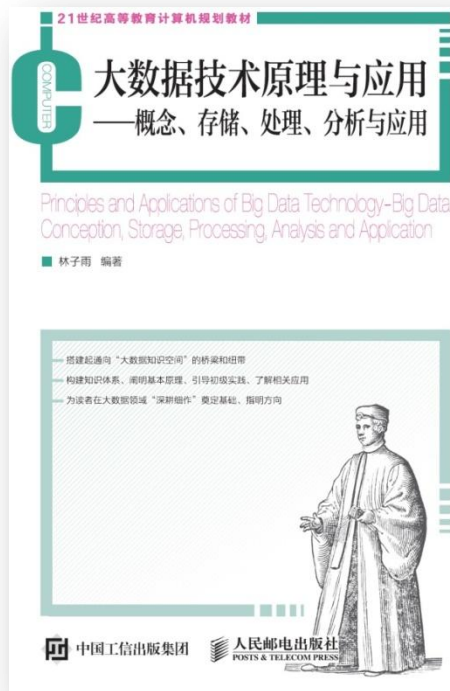 21世纪高等教育计算机规划教材
COMPUTER
大数据技术原理与应用
——概念、存储、处理、分析与应用
Principles and Applications of Big Data Technology-Big Data
Conception, Storage, Processing, Analysis and Application
林子雨 编著
搭建起通向“大数据知识空间”的桥梁和纽带
构建知识体系、阐明基本原理、引导初级实践、了解相关应用
为读者在大数据领域“深耕细作”奠定基础、指明方向
中国工信出版集团
人民邮电出版社
POSTS & TELECOM PRESS